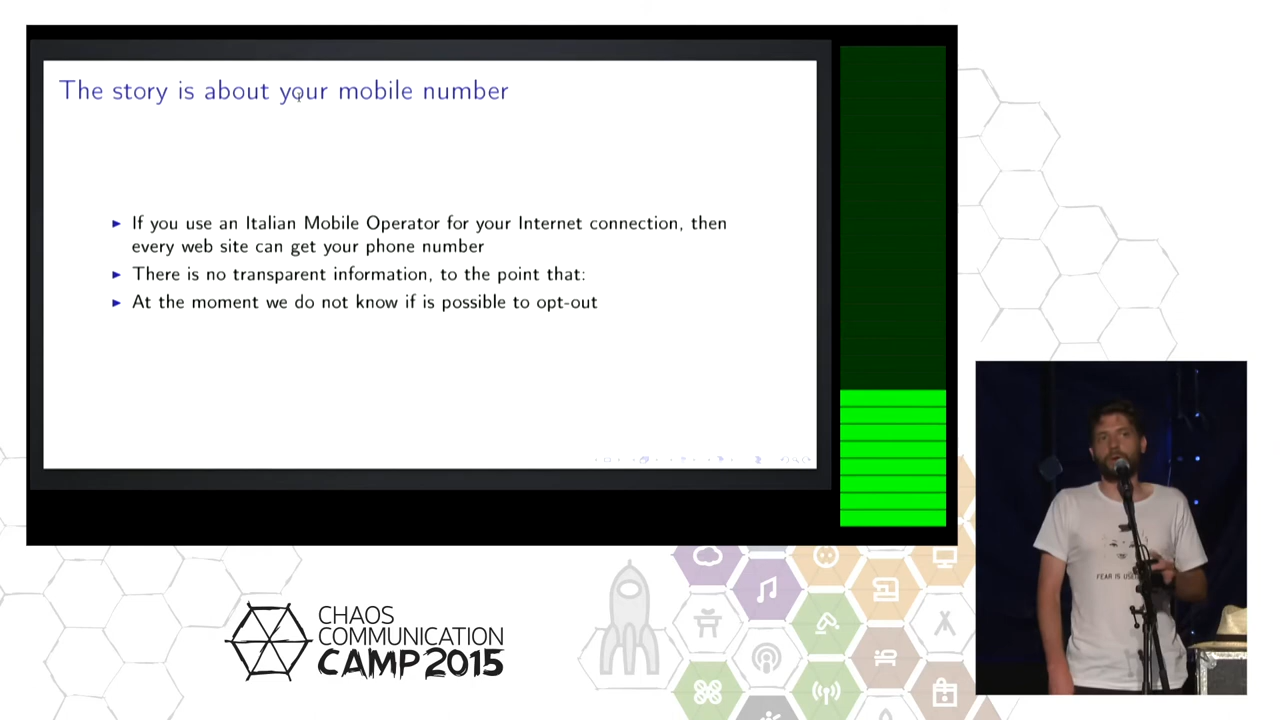 The story is about your mobile number
If you use an Italian Mobile Operator for your Internet connection, then
every web site can get your phone number
There is no transparent information, to the point that:
At the moment we do not know if is possible to opt-out
CHAOS
COMMUNICATION
CAMP 2015
FEAR IS